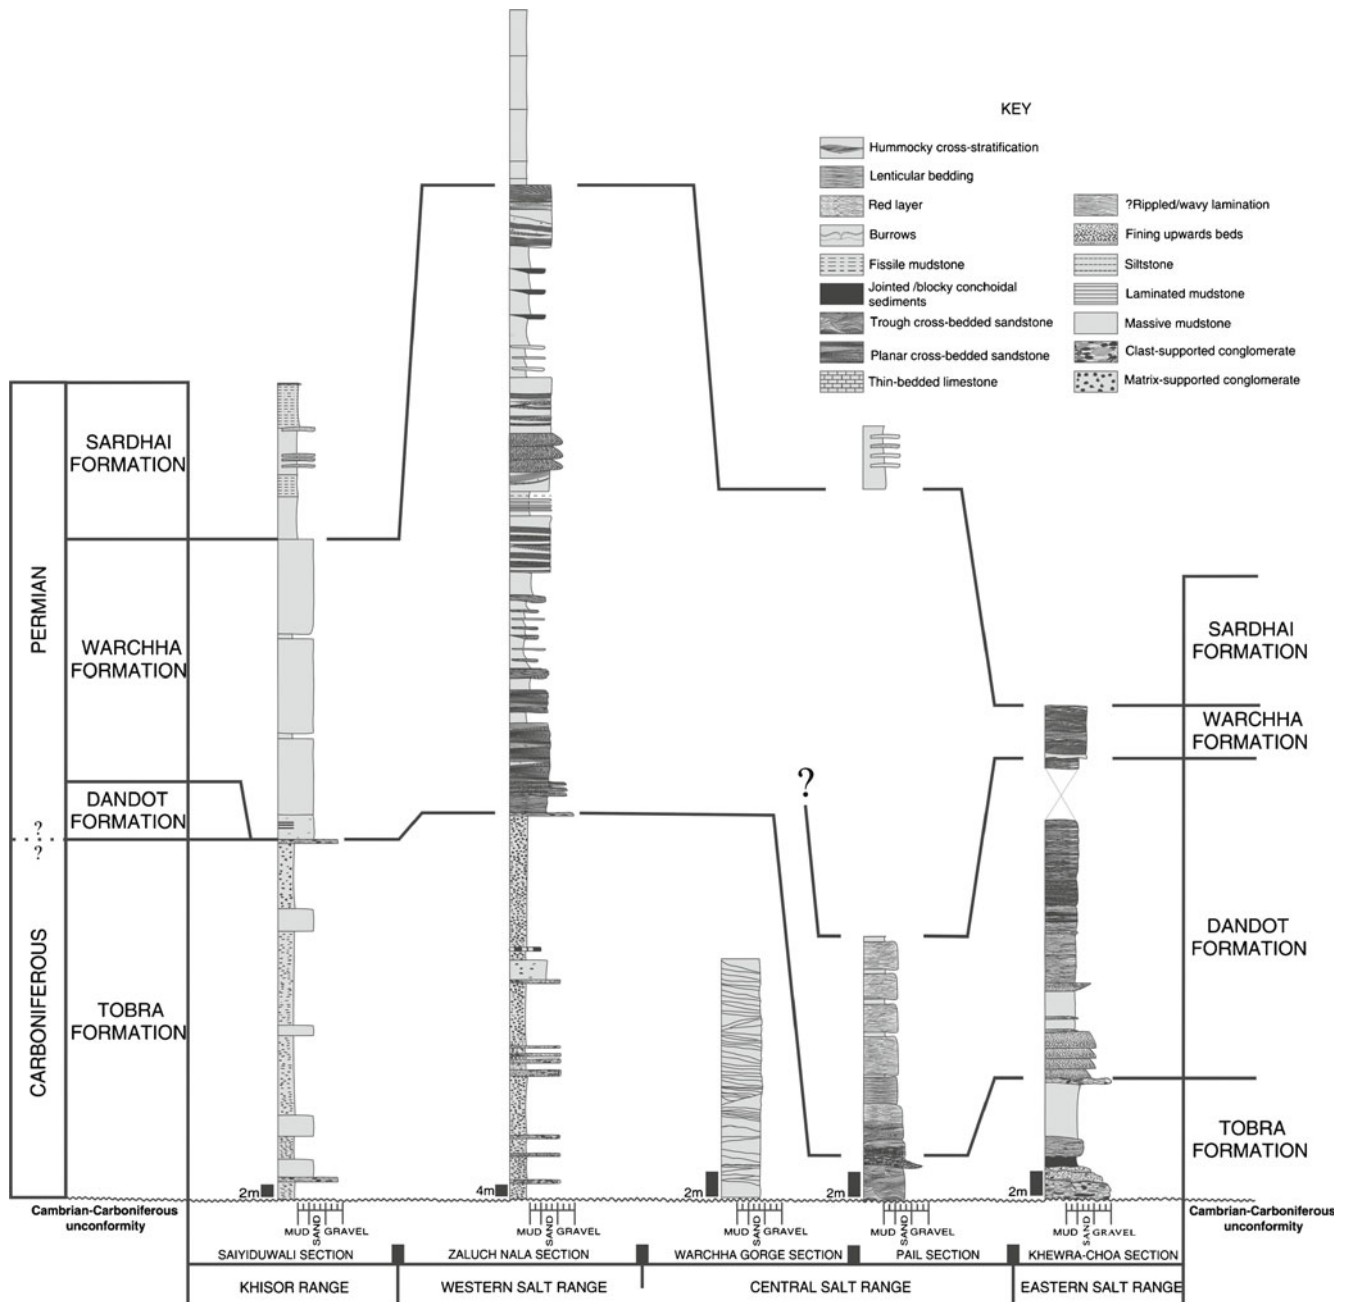 KEY
Hummocky cross-stratification
Lenticular bedding
Red layer
Burrows
Fissile mudstone
Jointed /blocky conchoidal
sediments
Trough cross-bedded sandstone
Planar cross-bedded sandstone
Thin-bedded limestone
?Rippled/wavy lamination
Fining upwards beds
Siltstone
Laminated mudstone
Massive mudstone
Clast-supported conglomerate
Matrix-supported conglomerate
PERMIAN
CARBONIFEROUS
?
?
SARDHAI
FORMATION
WARCHHA
FORMATION
DANDOT
FORMATION
TOBRA
FORMATION
?
SARDHAI
FORMATION
WARCHHA
FORMATION
DANDOT
FORMATION
TOBRA
FORMATION
2m
4m
2m
2m
2m
Cambrian-Carboniferous
unconformity
MUD SAND GRAVEL
MUD SAND GRAVEL
MUD SAND GRAVEL
MUD SAND GRAVEL
MUD SAND GRAVEL
Cambrian-Carboniferous
unconformity
SAIYIDUWALI SECTION
ZALUCH NALA SECTION
WARCHHA GORGE SECTION
PAIL SECTION
KHEWRA-CHOA SECTION
KHISOR RANGE
WESTERN SALT RANGE
CENTRAL SALT RANGE
EASTERN SALT RANGE